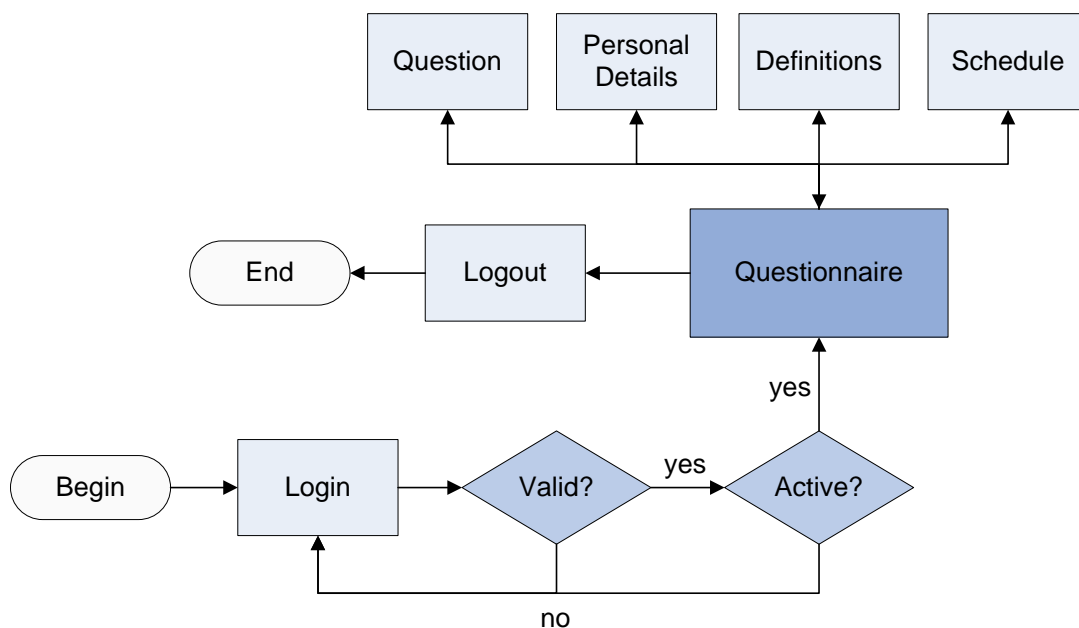 Question
Personal
Details
Definitions
Schedule
End
Logout
Questionnaire
yes
Begin
Login
Valid?
yes
Active?
no